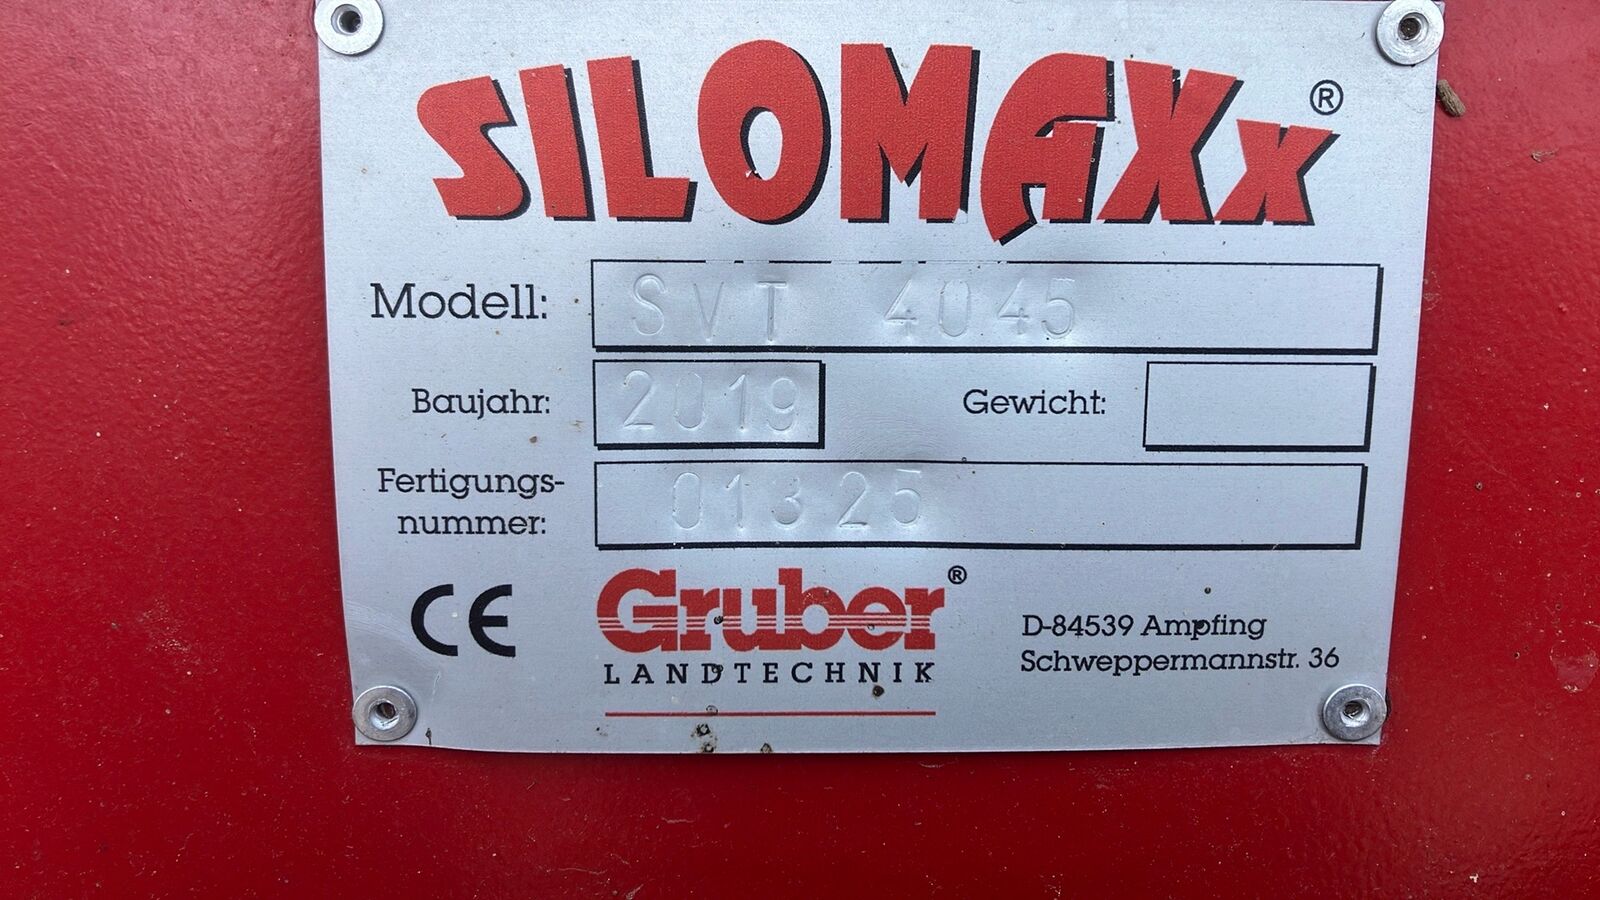 SILOMAXx ®
Modell: SVT 4045
Baujahr: 2019 Gewicht:
Fertigungs-
nummer: 01325
CE
Gruber ®
LANDTECHNIK
D-84539 Ampfing
Schweppermannstr. 36